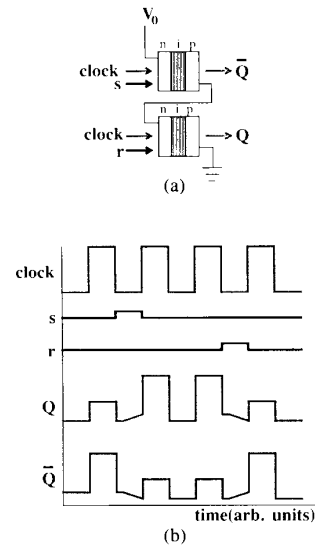 V₀
n i p
clock Q̅
s
n i p
clock Q
r
(a)
clock
s
r
Q
Q̅
time(arb. units)
(b)